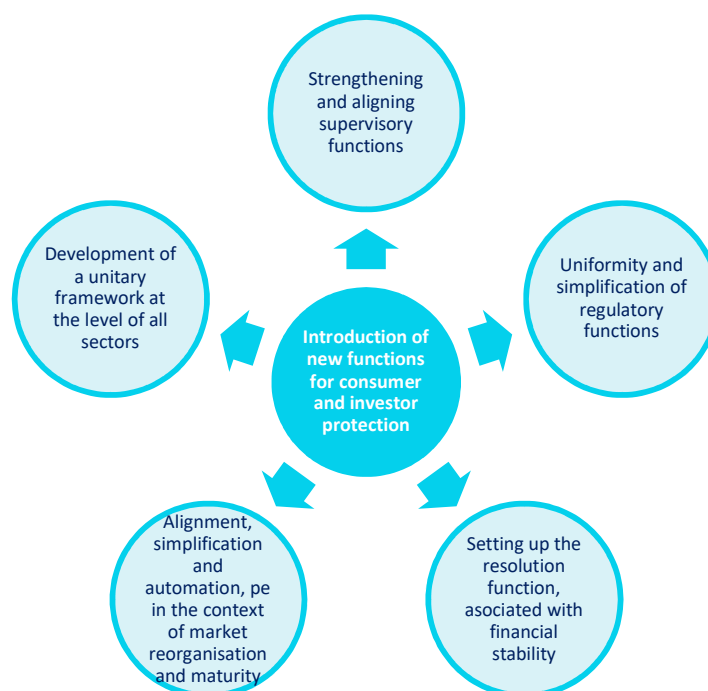 Strengthening
and aligning
supervisory
functions
Development of
a unitary
framework at
the level of all
sectors
Uniformity and
simplification of
regulatory
functions
Introduction of
new functions
for consumer
and investor
protection
Alignment,
simplification
and
automation, pe
in the context
of market
reorganisation
and maturity
Setting up the
resolution
function,
asociated with
financial
stability